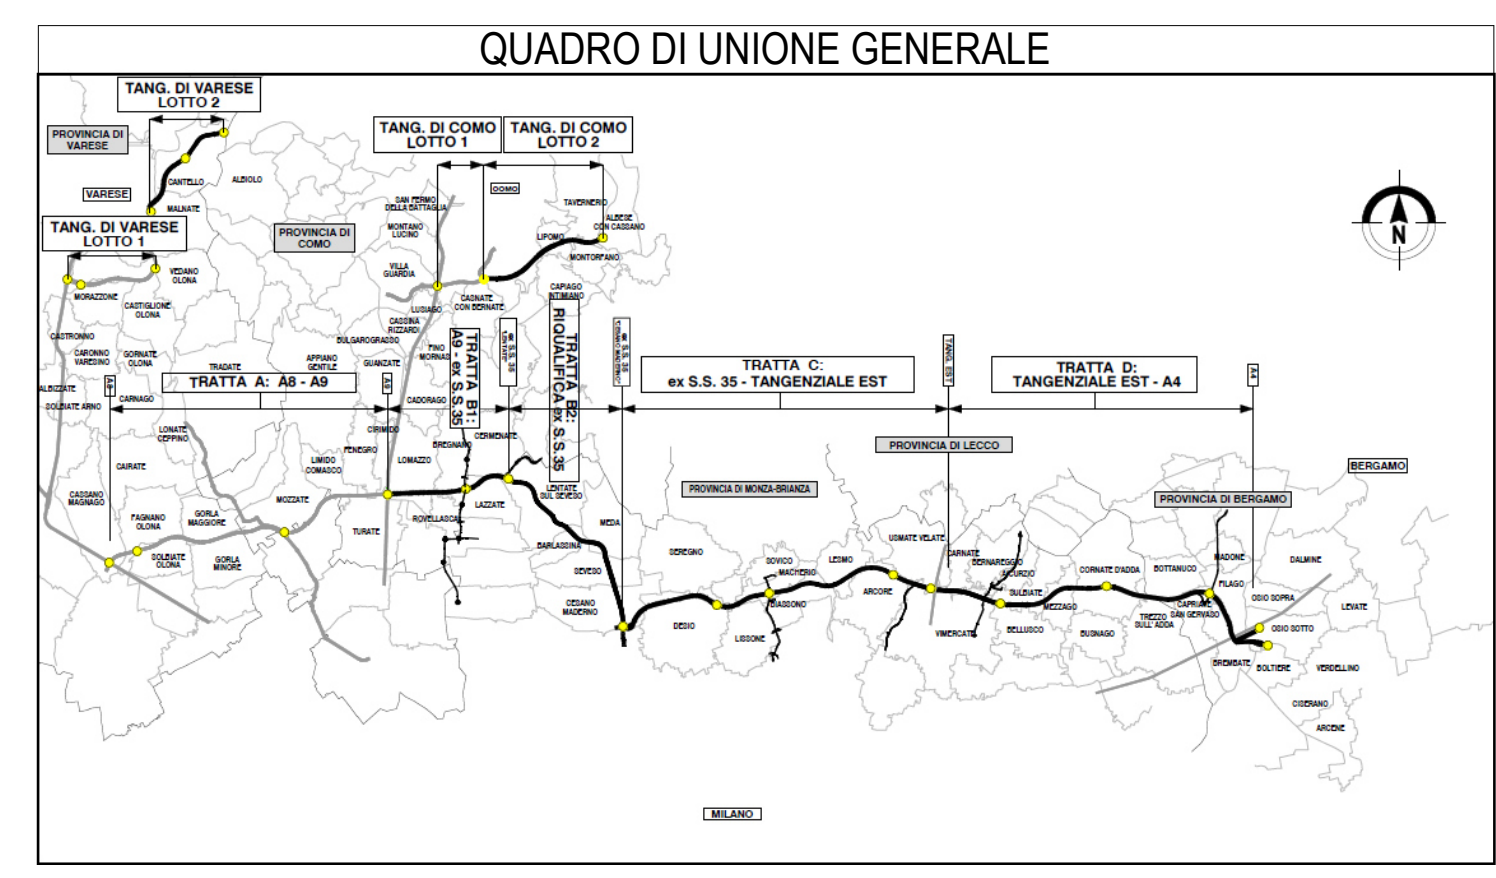 QUADRO DI UNIONE GENERALE
TANG. DI VARESE
LOTTO 2
PROVINCIA DI
VARESE
TANG. DI COMO
LOTTO 1
TANG. DI COMO
LOTTO 2
CANTELLO
ALBIOLO
VARESE
MALNATE
COMO
SAN FERMO
DELLA BATTAGLIA
TAVERNERIO
ALBESE
CON CASSANO
TANG. DI VARESE
LOTTO 1
PROVINCIA DI
COMO
MONTANO
LUCINO
LIPOMO
MONTORFANO
N
VILLA
GUARDIA
VEDANO
OLONA
MORAZZONE
CASTIGLIONE
OLONA
CAPIAGO
INTIMIANO
CASNATE
CON BERNATE
LUSIAGO
CASSINA
RIZZARDI
CASTRONNO
BULGAROGRASSO
FINO
MORNAS
CARONNO
VARESINO
GORNATE
OLONA
TRADATE
APPIANO
GENTILE
GUANZATE
TRATTA B1:
A9 - ex S.S.35
ex S.S. 35
LENTATE
TRATTA B2:
RIQUALIFICA ex S.S.35
ex S.S. 35
TRATTA C:
ex S.S. 35 - TANGENZIALE EST
TANG. EST
TRATTA D:
TANGENZIALE EST - A4
A4
TRATTA A: A8 - A9
A8
A9
ALBIZZATE
CARNAGO
SOLBIATE ARNO
CADORAGO
LONATE
CEPPINO
CIRIMIDO
FENEGRO
BREGNANO
CERMENATE
PROVINCIA DI LECCO
CAIRATE
LIMIDO
COMASCO
LOMAZZO
BERGAMO
CASSANO
MAGNAGO
MOZZATE
LAZZATE
LENTATE
SUL SEVESO
PROVINCIA DI MONZA-BRIANZA
PROVINCIA DI BERGAMO
FAGNANO
OLONA
GORLA
MAGGIORE
TURATE
ROVELLASCA
MEDA
USMATE VELATE
BARLASSINA
SEREGNO
SOLBIATE
OLONA
GORLA
MINORE
SEVESO
SOVICO
MACHERIO
LESMO
CARNATE
BERNAREGGIO
AICURZIO
CORNATE D'ADDA
BOTTANUCO
MADONE
DALMINE
CESANO
MADERNO
BIASSONO
ARCORE
SULBIATE
MEZZAGO
FILAGO
CAPRIATE
SAN GERVASO
OSIO SOPRA
LEVATE
DESIO
LISSONE
VIMERCATE
BELLUSCO
BUSNAGO
TREZZO
SULL' ADDA
OSIO SOTTO
BREMBATE
BOLTIERE
VERDELLINO
CISERANO
ARCENE
MILANO